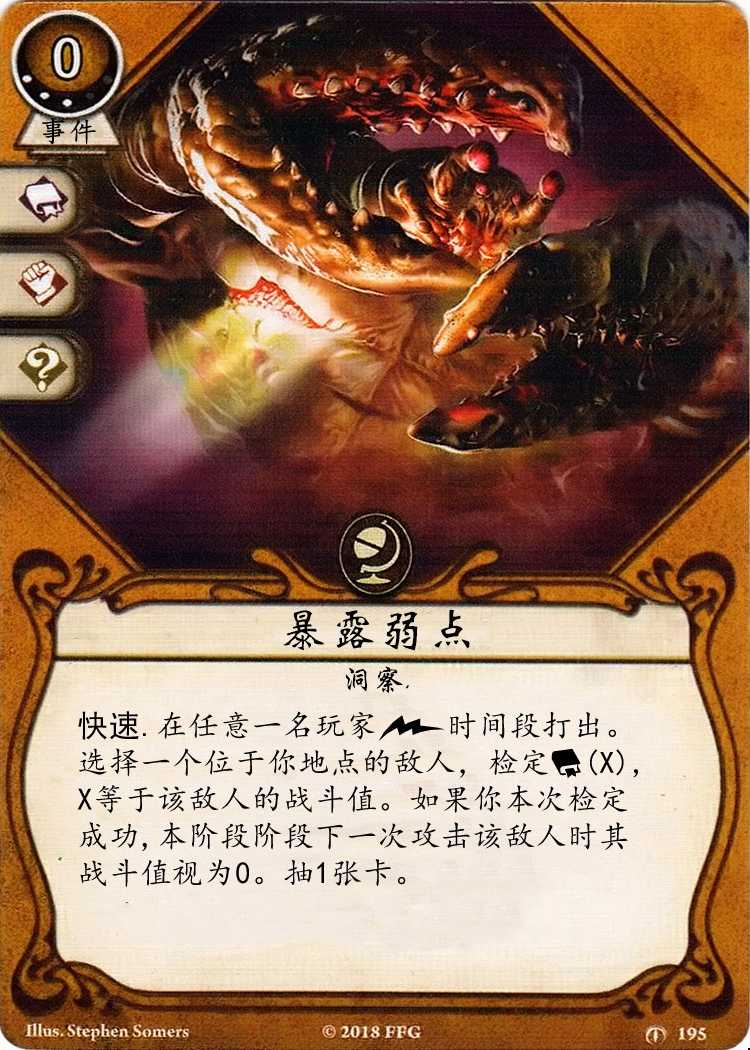 0
事件
暴露弱点
洞察.
快速.在任意一名玩家时间段打出。
选择一个位于你地点的敌人，检定(X),
X等于该敌人的战斗值。如果你本次检定
成功,本阶段阶段下一次攻击该敌人时其
战斗值视为0。抽1张卡。
Illus. Stephen Somers © 2018 FFG 195